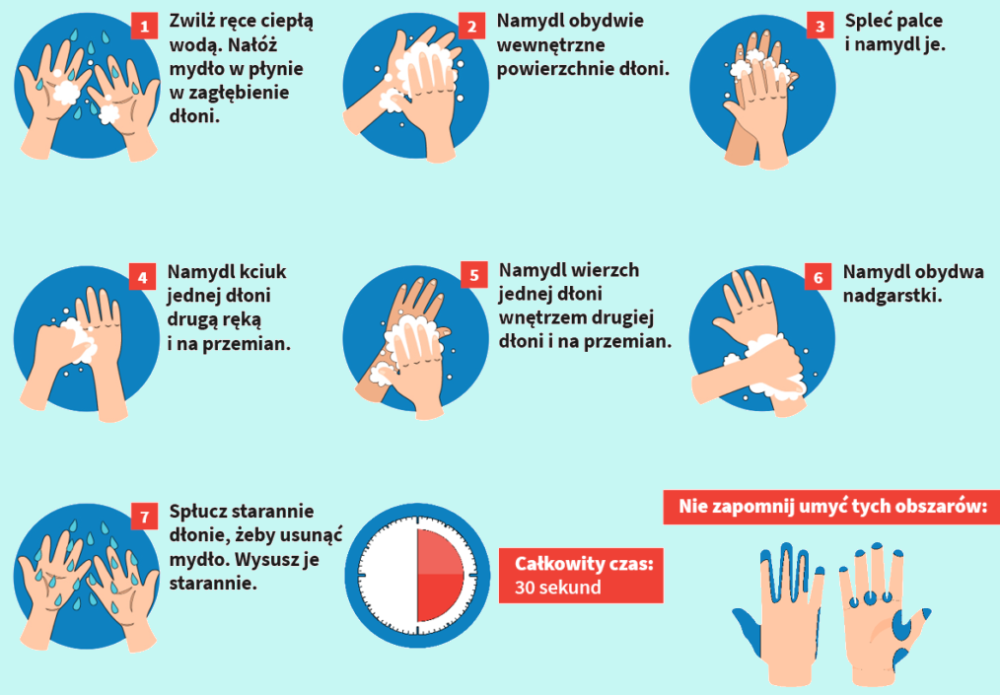 1
Zwilż ręce ciepłą
wodą. Nałóż
mydło w płynie
w zagłębienie
dłoni.
2
Namydl obydwie
wewnętrzne
powierzchnie dłoni.
3
Spleć palce
i namydl je.
4
Namydl kciuk
jednej dłoni
drugą ręką
i na przemian.
5
Namydl wierzch
jednej dłoni
wnętrzem drugiej
dłoni i na przemian.
6
Namydl obydwa
nadgarstki.
7
Spłucz starannie
dłonie, żeby usunąć
mydło. Wysusz je
starannie.
Całkowity czas:
30 sekund
Nie zapomnij umyć tych obszarów: